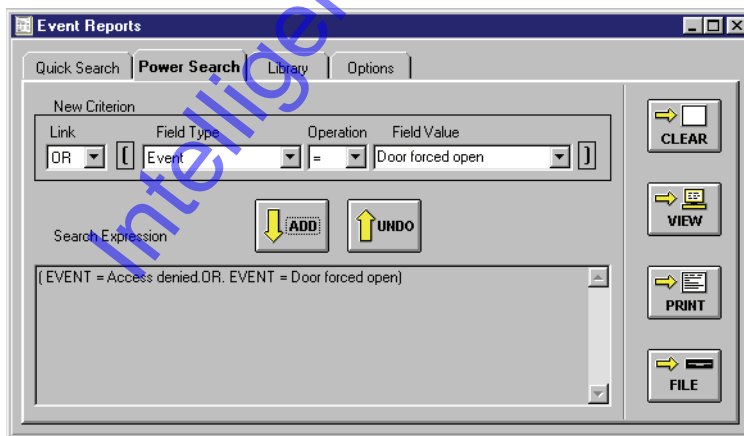 Event Reports
Quick Search Power Search Library Options
New Criterion
Link Field Type Operation Field Value
OR [ Event = Door forced open ]
ADD UNDO
Search Expression
( EVENT = Access denied.OR. EVENT = Door forced open)
CLEAR
VIEW
PRINT
FILE
Intellig